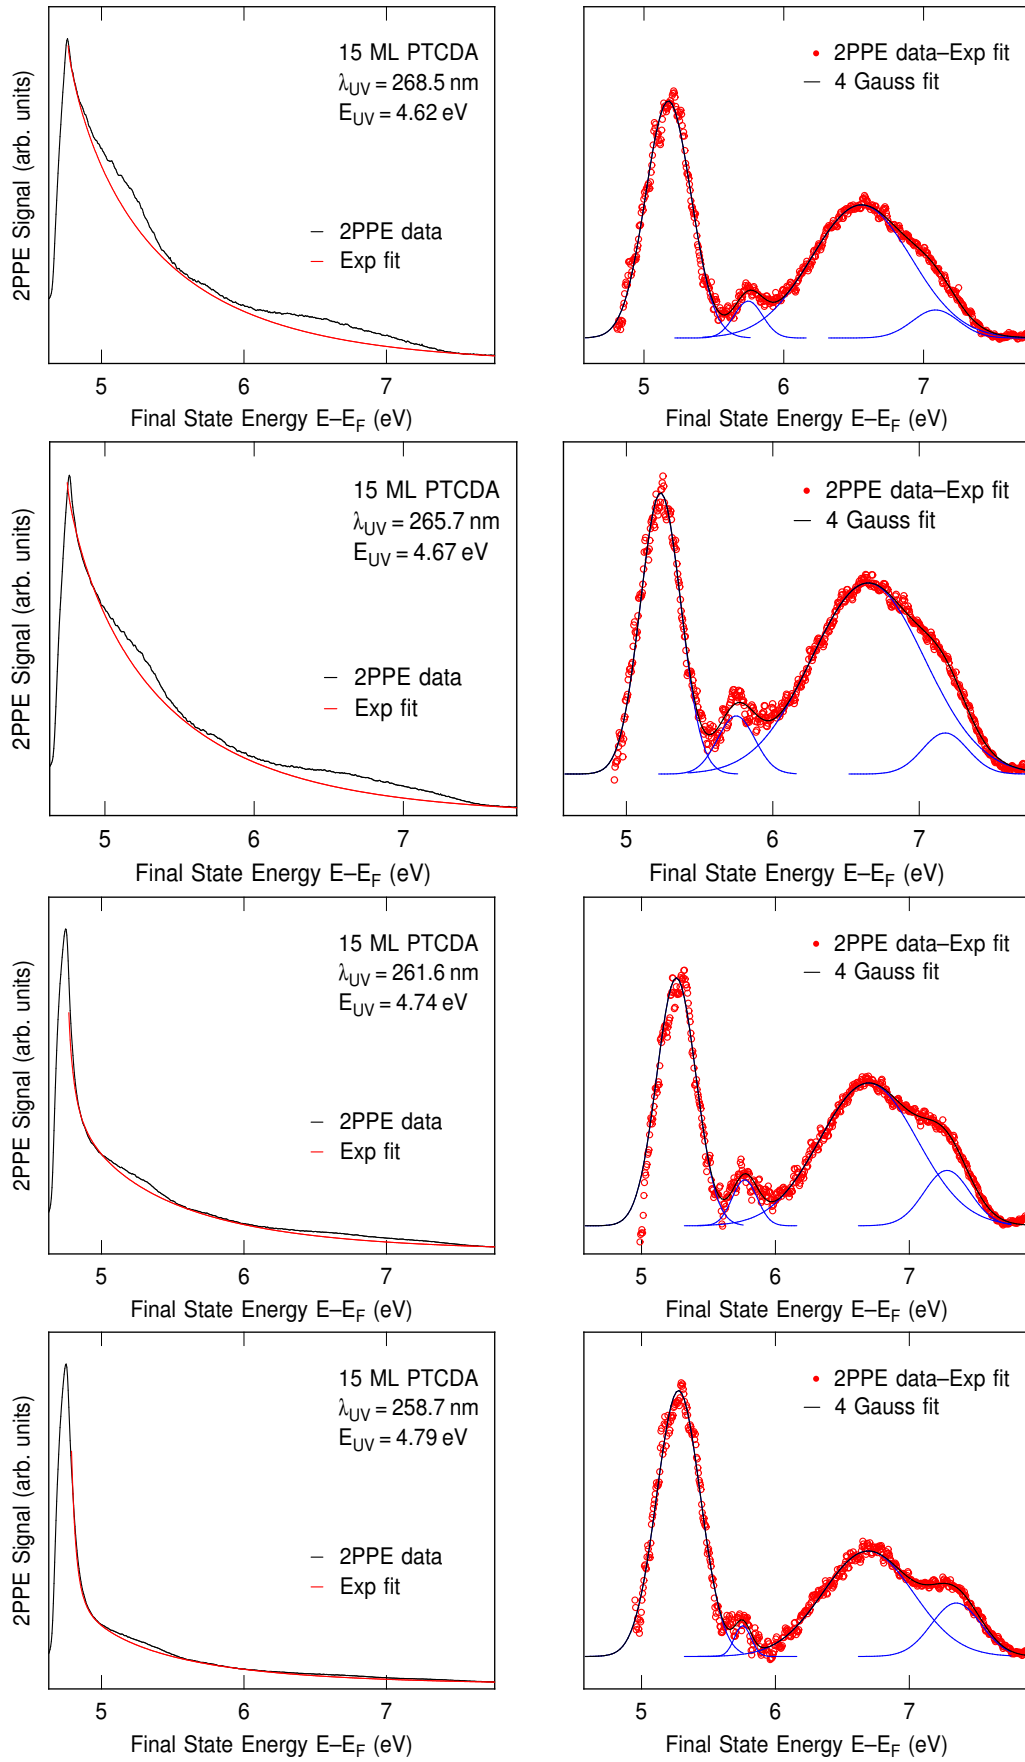 2PPE Signal (arb. units)
15 ML PTCDA
λUV = 268.5 nm
EUV = 4.62 eV
2PPE data
Exp fit
5 6 7
Final State Energy E–EF (eV)
2PPE data–Exp fit
4 Gauss fit
5 6 7
Final State Energy E–EF (eV)
2PPE Signal (arb. units)
15 ML PTCDA
λUV = 265.7 nm
EUV = 4.67 eV
2PPE data
Exp fit
5 6 7
Final State Energy E–EF (eV)
2PPE data–Exp fit
4 Gauss fit
5 6 7
Final State Energy E–EF (eV)
2PPE Signal (arb. units)
15 ML PTCDA
λUV = 261.6 nm
EUV = 4.74 eV
2PPE data
Exp fit
5 6 7
Final State Energy E–EF (eV)
2PPE data–Exp fit
4 Gauss fit
5 6 7
Final State Energy E–EF (eV)
2PPE Signal (arb. units)
15 ML PTCDA
λUV = 258.7 nm
EUV = 4.79 eV
2PPE data
Exp fit
5 6 7
Final State Energy E–EF (eV)
2PPE data–Exp fit
4 Gauss fit
5 6 7
Final State Energy E–EF (eV)